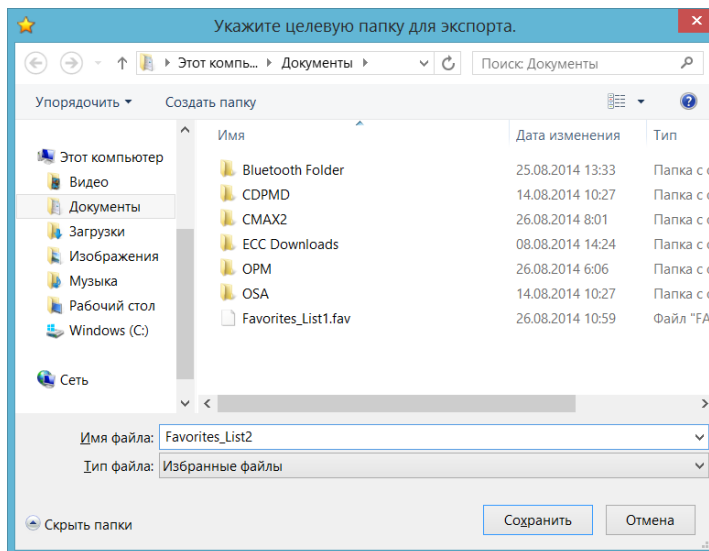 Укажите целевую папку для экспорта.
Этот компь... Документы
Поиск: Документы
Упорядочить
Создать папку
Имя Дата изменения Тип
Этот компьютер
Видео
Документы
Загрузки
Изображения
Музыка
Рабочий стол
Windows (C:)
Сеть
Bluetooth Folder 25.08.2014 13:33 Папка с
CDPMD 14.08.2014 10:27 Папка с
CMAX2 26.08.2014 8:01 Папка с
ECC Downloads 08.08.2014 14:24 Папка с
OPM 26.08.2014 6:06 Папка с
OSA 14.08.2014 10:27 Папка с
Favorites_List1.fav 26.08.2014 10:59 Файл "FA
Имя файла: Favorites_List2
Тип файла: Избранные файлы
Скрыть папки
Сохранить
Отмена